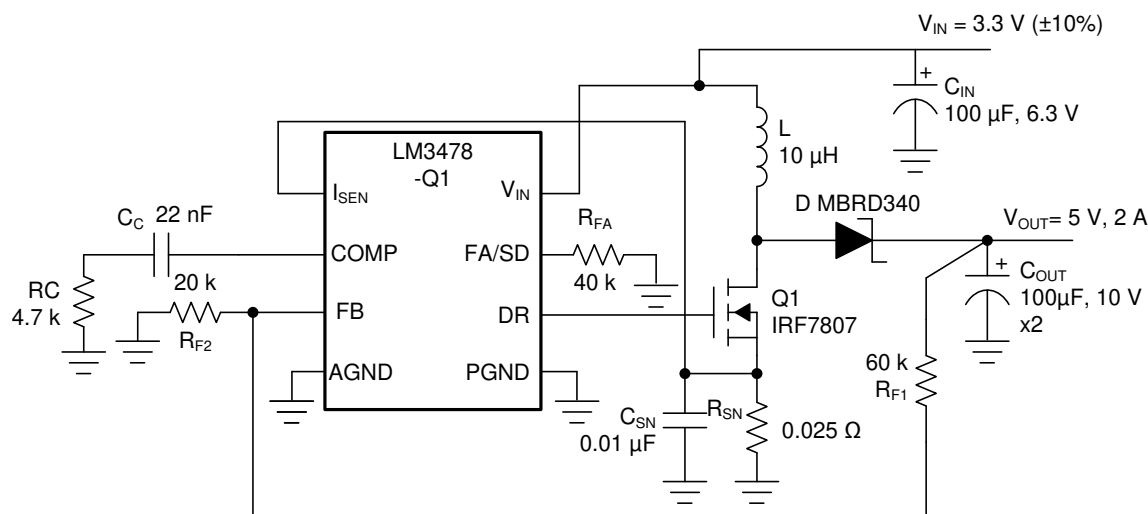 V_IN = 3.3 V (±10%)
C_IN
100 µF, 6.3 V
L
10 µH
LM3478
-Q1
I_SEN
V_IN
C_C 22 nF
R_FA
D MBRD340
V_OUT= 5 V, 2 A
COMP
FA/SD
40 k
C_OUT
100µF, 10 V
x2
RC
4.7 k
20 k
R_F2
FB
DR
Q1
IRF7807
60 k
R_F1
AGND
PGND
C_SN
0.01 µF
R_SN
0.025 Ω